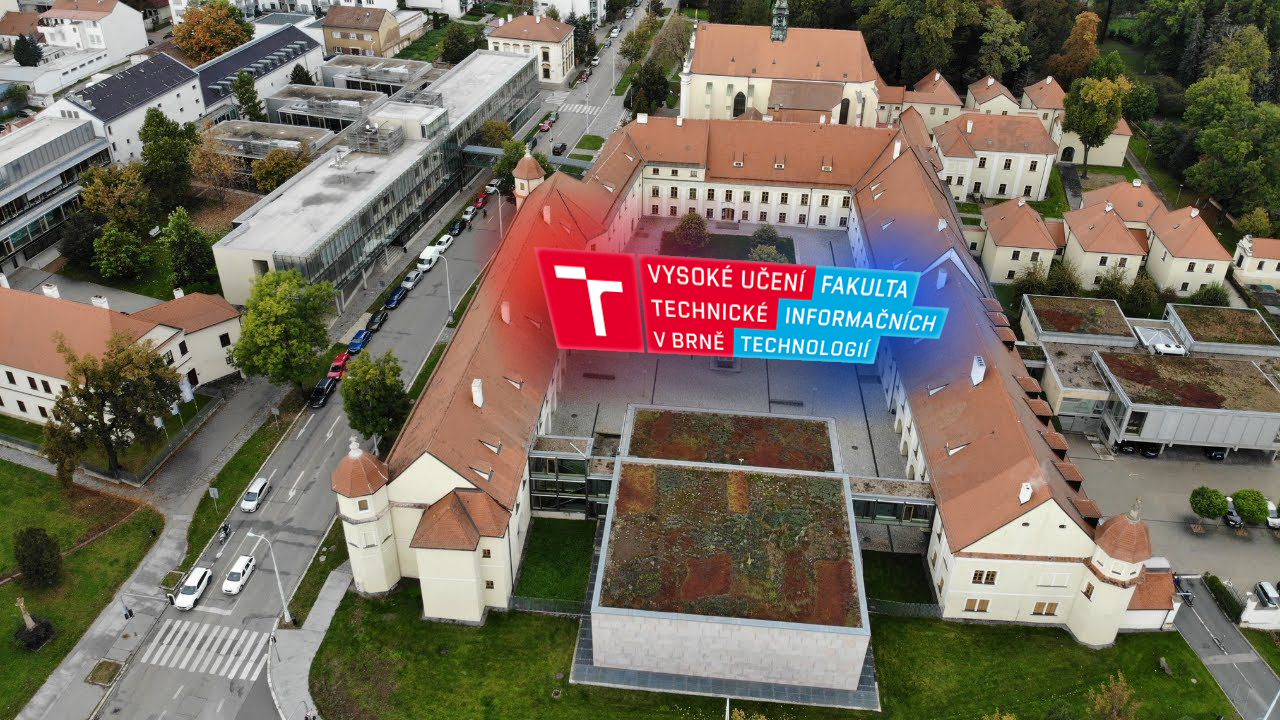 VYSOKÉ UČENÍ FAKULTA
TECHNICKÉ INFORMAČNÍCH
V BRNĚ TECHNOLOGIÍ